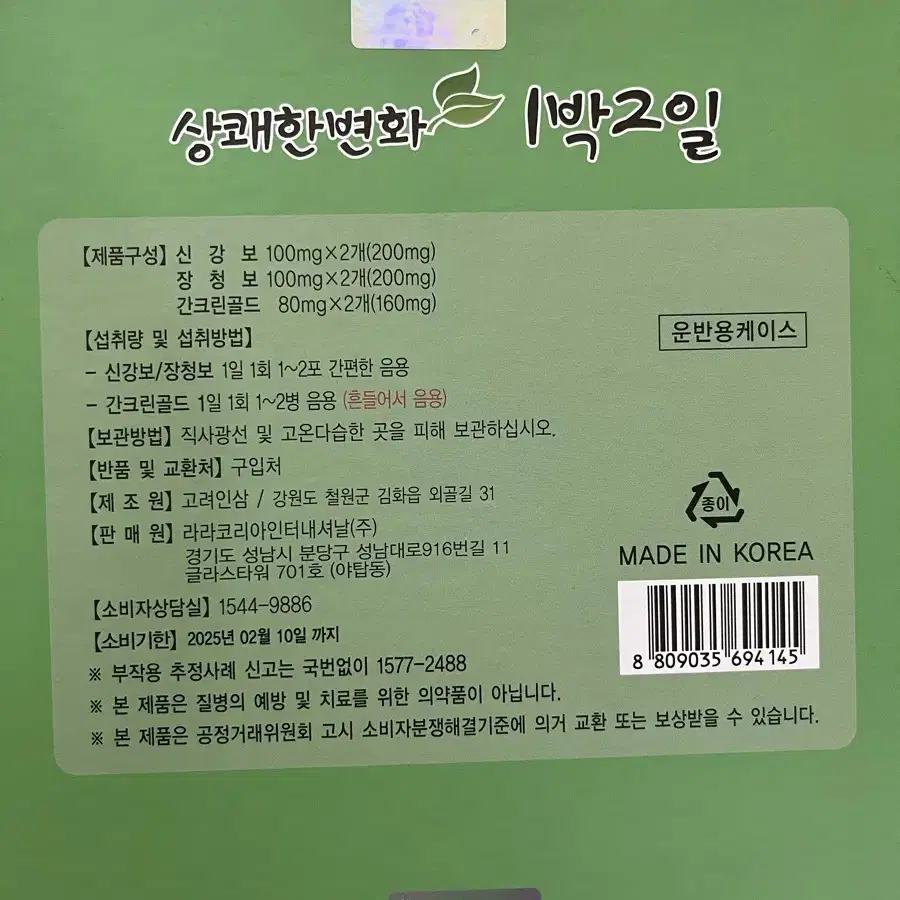 상쾌한변화 1박2일
【제품구성】 신 강 보 100mg×2개(200mg)
장 청 보 100mg×2개(200mg)
간크린골드 80mg×2개(160mg)
【섭취량 및 섭취방법】
- 신강보/장청보 1일 1회 1~2포 간편한 음용
- 간크린골드 1일 1회 1~2병 음용 (흔들어서 음용)
【보관방법】 직사광선 및 고온다습한 곳을 피해 보관하십시오.
【반품 및 교환처】 구입처
【제 조 원】 고려인삼 / 강원도 철원군 김화읍 외골길 31
【판 매 원】 라라코리아인터내셔날(주)
경기도 성남시 분당구 성남대로916번길 11
글라스타워 701호 (야탑동)
【소비자상담실】 1544-9886
【소비기한】 2025년 02월 10일 까지
※ 부작용 추정사례 신고는 국번없이 1577-2488
※ 본 제품은 질병의 예방 및 치료를 위한 의약품이 아닙니다.
※ 본 제품은 공정거래위원회 고시 소비자분쟁해결기준에 의거 교환 또는 보상받을 수 있습니다.
운반용케이스
종이
MADE IN KOREA
8 809035 694145